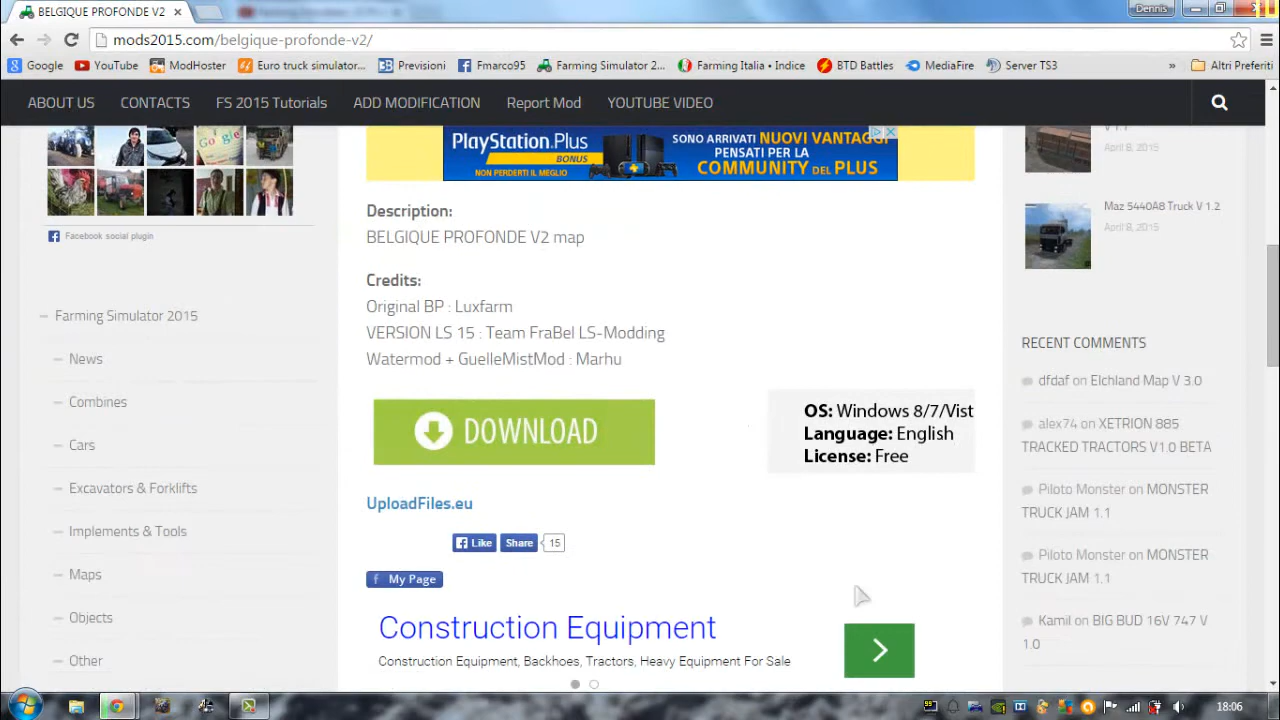 BELGIQUE PROFONDE V2
Dennis
mods2015.com/belgique-profonde-v2/
Google
YouTube
ModHoster
Euro truck simulator...
Previsioni
Fmarco95
Farming Simulator 2...
Farming Italia • Indice
BTD Battles
MediaFire
Server TS3
»
Altri Preferiti
ABOUT US
CONTACTS
FS 2015 Tutorials
ADD MODIFICATION
Report Mod
YOUTUBE VIDEO
Facebook social plugin
Farming Simulator 2015
News
Combines
Cars
Excavators & Forklifts
Implements & Tools
Maps
Objects
Other
PlayStation.Plus
BONUS
NON PERDERTI IL MEGLIO
SONO ARRIVATI NUOVI VANTAGGI
PENSATI PER LA
COMMUNITY DEL PLUS
Description:
BELGIQUE PROFONDE V2 map
Credits:
Original BP : Luxfarm
VERSION LS 15 : Team FraBel LS-Modding
Watermod + GuelleMistMod : Marhu
DOWNLOAD
OS: Windows 8/7/Vist
Language: English
License: Free
UploadFiles.eu
Like
Share
15
My Page
Construction Equipment
Construction Equipment, Backhoes, Tractors, Heavy Equipment For Sale
April 8, 2015
Maz 5440A8 Truck V 1.2
April 8, 2015
RECENT COMMENTS
dfdaf on Elchland Map V 3.0
alex74 on XETRION 885
TRACKED TRACTORS V1.0 BETA
Piloto Monster on MONSTER
TRUCK JAM 1.1
Piloto Monster on MONSTER
TRUCK JAM 1.1
Kamil on BIG BUD 16V 747 V
1.0
18:06